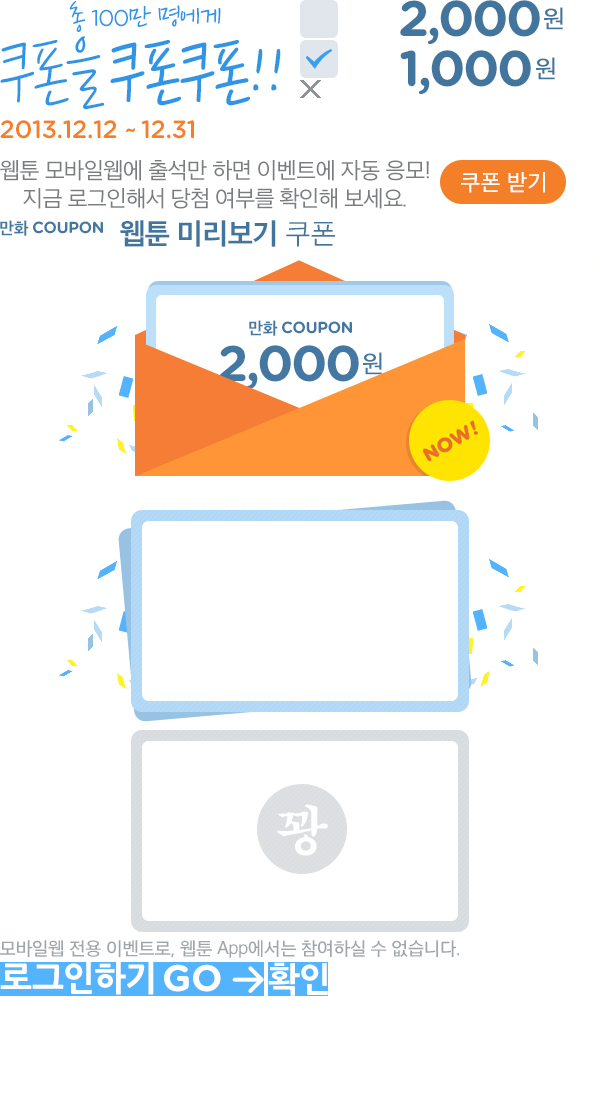 총 100만 명에게
쿠폰을 쿠폰쿠폰!!
2,000원
1,000원
2013.12.12 ~ 12.31
웹툰 모바일웹에 출석만 하면 이벤트에 자동 응모!
지금 로그인해서 당첨 여부를 확인해 보세요.
쿠폰 받기
만화 COUPON
웹툰 미리보기 쿠폰
만화 COUPON
2,000원
NOW!
꽝
모바일웹 전용 이벤트로, 웹툰 App에서는 참여하실 수 없습니다.
로그인하기 GO →
확인